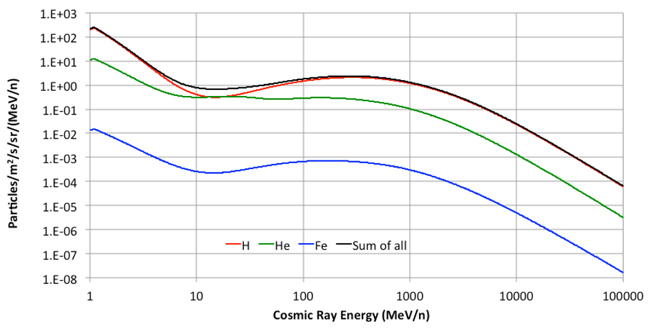 1.E+03
1.E+02
1.E+01
1.E+00
1.E-01
1.E-02
1.E-03
1.E-04
1.E-05
1.E-06
1.E-07
1.E-08
Particles/m²/s/sr/(MeV/n)
H He Fe Sum of all
1 10 100 1000 10000 100000
Cosmic Ray Energy (MeV/n)